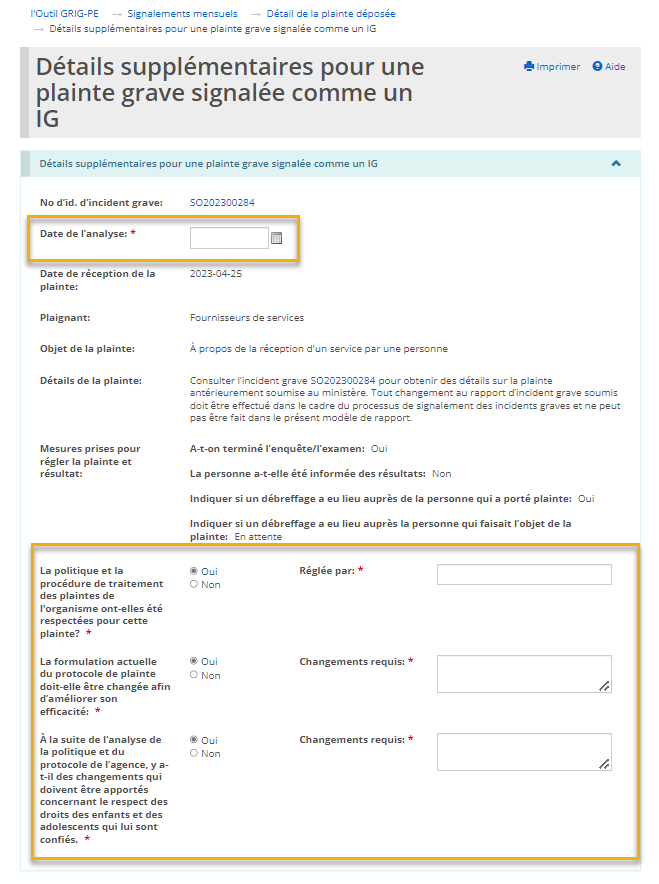 l'Outil GRIG-PE → Signalements mensuels → Détail de la plainte déposée
→ Détails supplémentaires pour une plainte grave signalée comme un IG
Détails supplémentaires pour une
plainte grave signalée comme un
IG
Imprimer Aide
Détails supplémentaires pour une plainte grave signalée comme un IG
No d'id. d'incident grave: SO202300284
Date de l'analyse: *
Date de réception de la
plainte:
2023-04-25
Plaignant: Fournisseurs de services
Objet de la plainte: À propos de la réception d'un service par une personne
Détails de la plainte:
Consulter l'incident grave SO202300284 pour obtenir des détails sur la plainte
antérieurement soumise au ministère. Tout changement au rapport d'incident grave soumis
doit être effectué dans le cadre du processus de signalement des incidents graves et ne peut
pas être fait dans le présent modèle de rapport.
Mesures prises pour
régler la plainte et
résultat:
A-t-on terminé l'enquête/l'examen: Oui
La personne a-t-elle été informée des résultats: Non
Indiquer si un débreffage a eu lieu auprès de la personne qui a porté plainte: Oui
Indiquer si un débreffage a eu lieu auprès la personne qui faisait l'objet de la
plainte: En attente
La politique et la
procédure de traitement
des plaintes de
l'organisme ont-elles été
respectées pour cette
plainte? *
Oui
Non
Réglée par: *
La formulation actuelle
du protocole de plainte
doit-elle être changée afin
d'améliorer son
efficacité: *
Oui
Non
Changements requis: *
À la suite de l'analyse de
la politique et du
protocole de l'agence, y a-
t-il des changements qui
doivent être apportés
concernant le respect des
droits des enfants et des
adolescents qui lui sont
confiés. *
Oui
Non
Changements requis: *